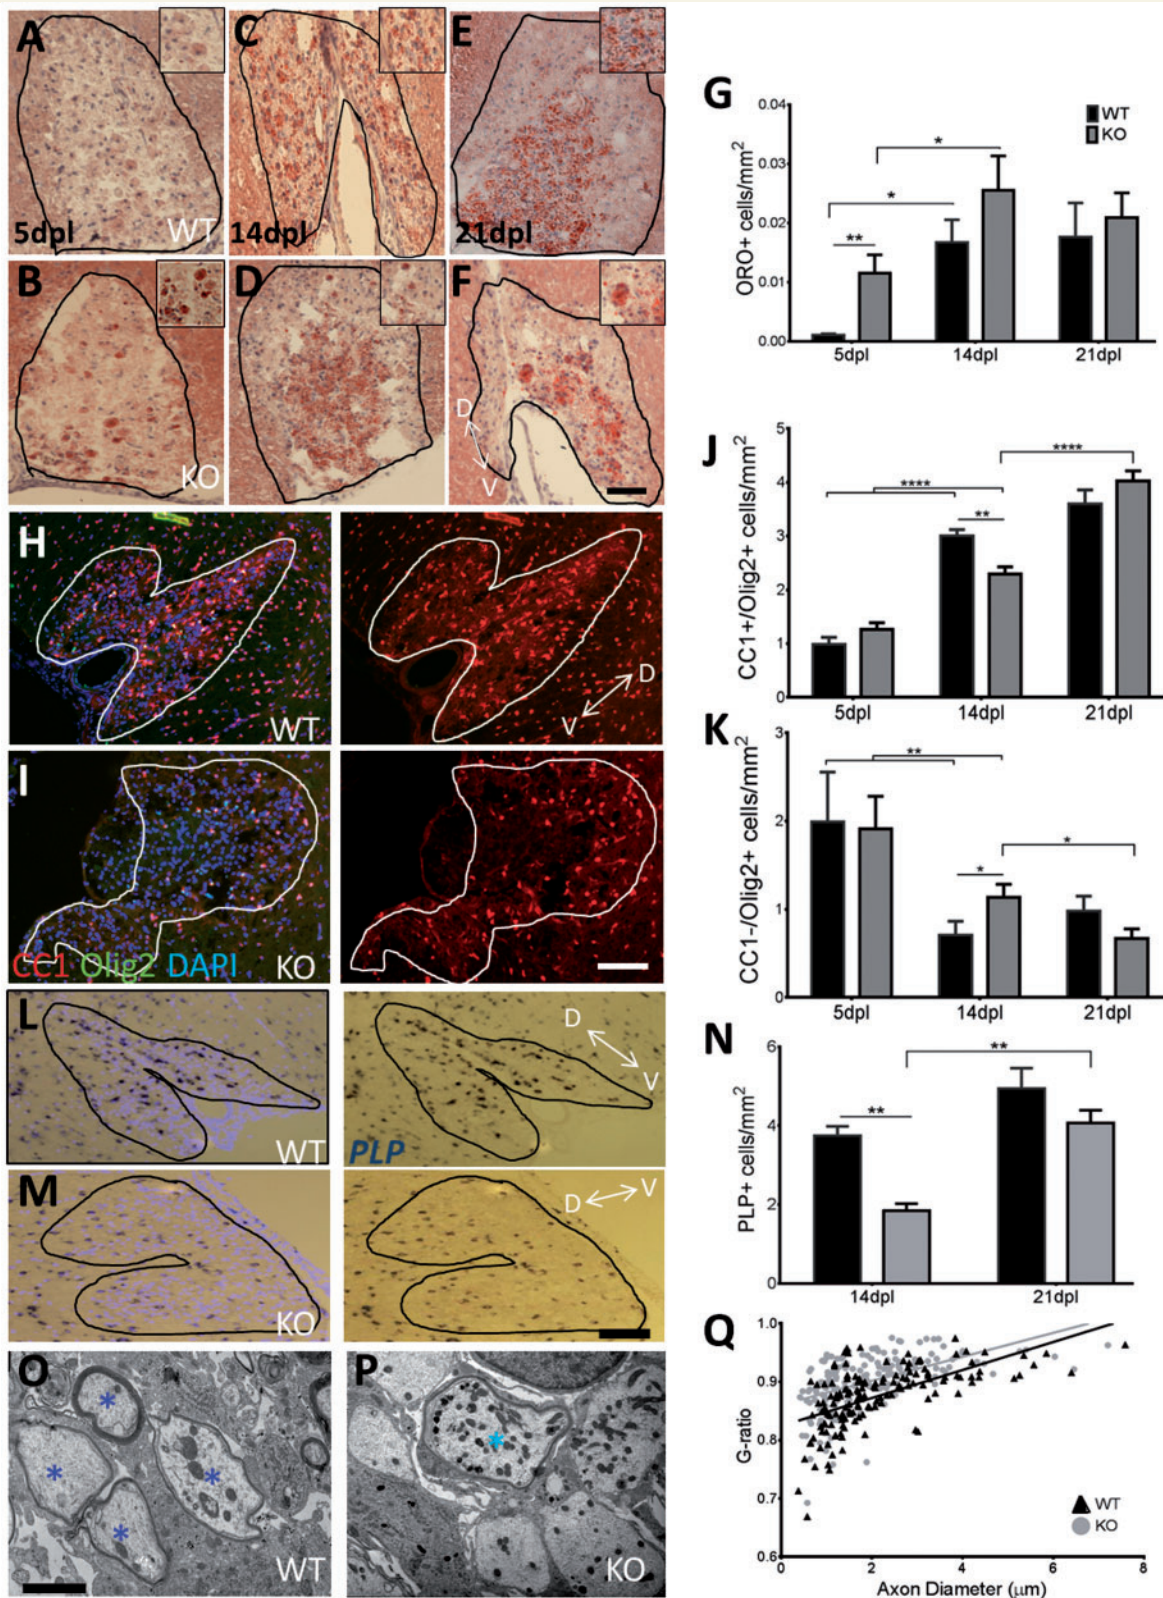 A
C
E
5dpl
WT
14dpl
21dpl
B
D
F
KO
D
V
G
0.04
0.03
0.02
0.01
0.00
ORO+ cells/mm²
WT
KO
*
*
**
5dpl
14dpl
21dpl
H
WT
D
V
I
CC1 Olig2 DAPI
KO
J
5
4
3
2
1
0
CC1+/Olig2+ cells/mm²
****
****
**
5dpl
14dpl
21dpl
K
3
2
1
0
CC1-/Olig2+ cells/mm²
**
*
*
5dpl
14dpl
21dpl
L
WT
D
V
PLP
M
KO
D
V
N
6
4
2
0
PLP+ cells/mm²
**
**
14dpl
21dpl
O
*
*
*
*
WT
P
*
KO
Q
1.0
0.9
0.8
0.7
0.6
G-ratio
WT
KO
0
2
4
6
8
Axon Diameter (μm)